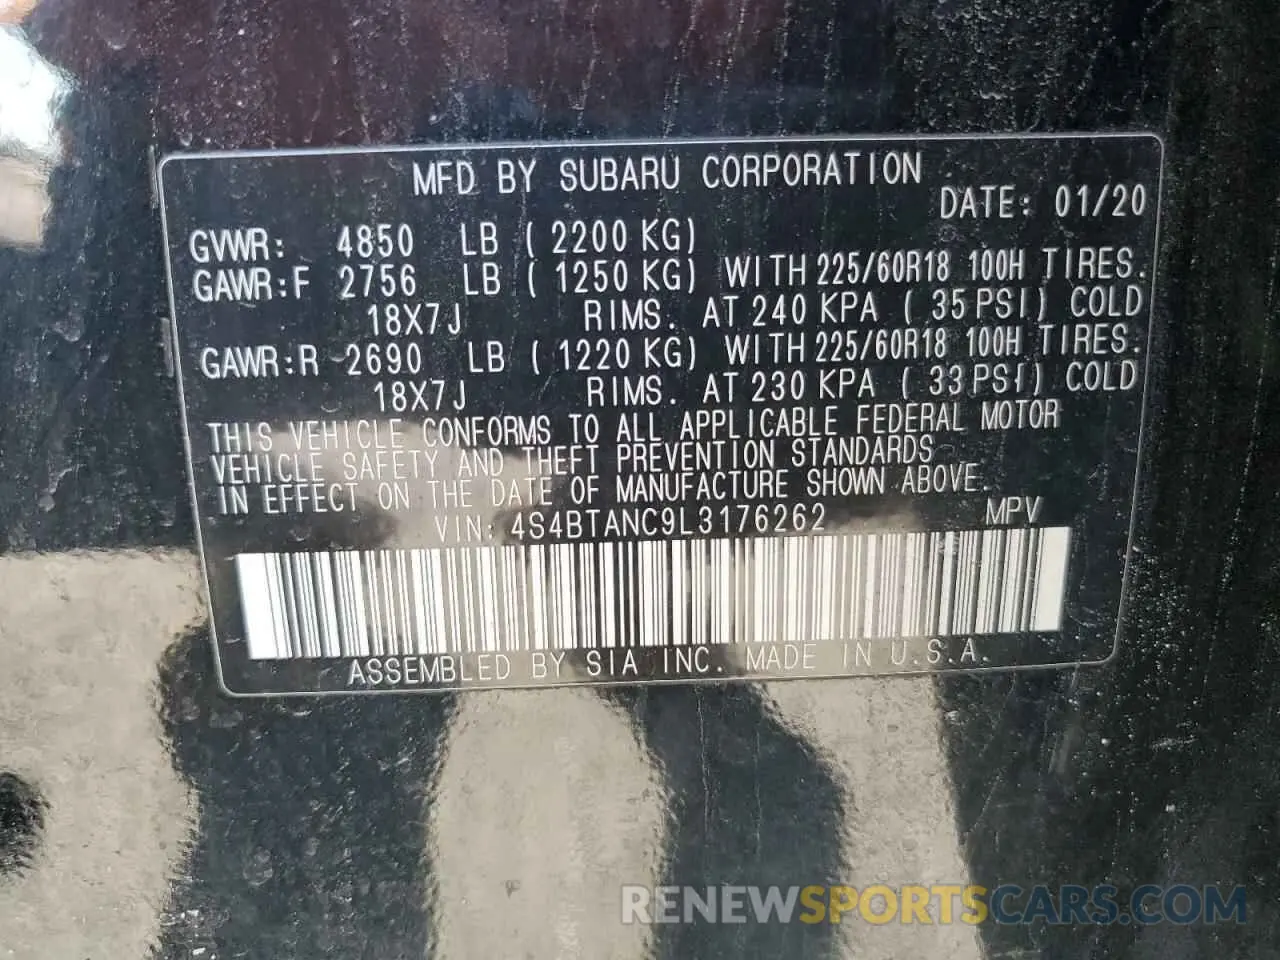 MFD BY SUBARU CORPORATION
DATE: 01/20
GVWR: 4850 LB ( 2200 KG)
GAWR:F 2756 LB ( 1250 KG) WITH 225/60R18 100H TIRES.
18X7J RIMS. AT 240 KPA ( 35 PSI) COLD
GAWR:R 2690 LB ( 1220 KG) WITH 225/60R18 100H TIRES.
18X7J RIMS. AT 230 KPA ( 33 PSI) COLD
THIS VEHICLE CONFORMS TO ALL APPLICABLE FEDERAL MOTOR
VEHICLE SAFETY AND THEFT PREVENTION STANDARDS
IN EFFECT ON THE DATE OF MANUFACTURE SHOWN ABOVE.
VIN: 4S4BTANC9L3176262 MPV
ASSEMBLED BY SIA INC. MADE IN U.S.A.
RENEWSPORTSCARS.COM